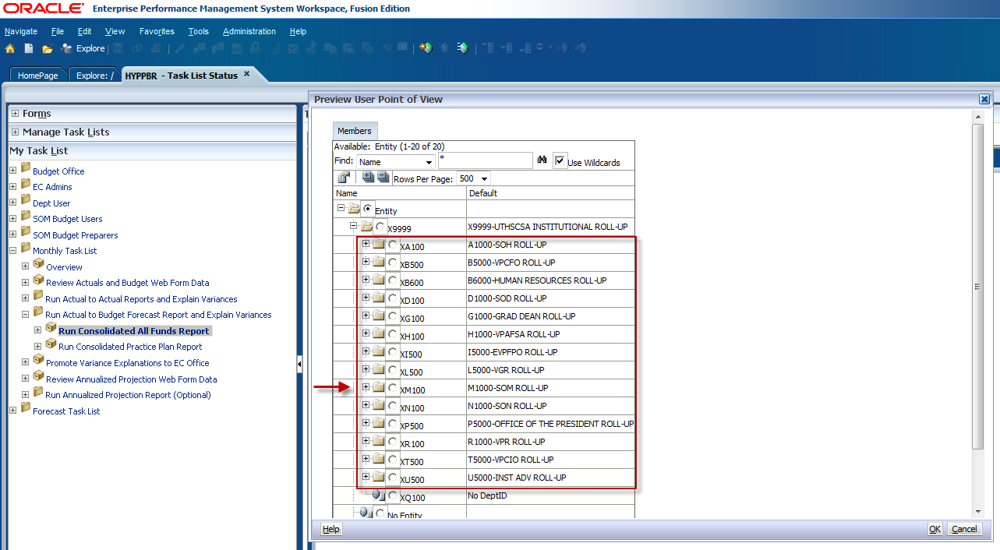 ORACLE® Enterprise Performance Management System Workspace, Fusion Edition
Navigate File Edit View Favorites Tools Administration Help
Explore
HomePage Explore: / HYPPBR - Task List Status
Forms
Manage Task Lists
My Task List
Budget Office
EC Admins
Dept User
SOM Budget Users
SOM Budget Preparers
Monthly Task List
Overview
Review Actuals and Budget Web Form Data
Run Actual to Actual Reports and Explain Variances
Run Actual to Budget Forecast Report and Explain Variances
Run Consolidated All Funds Report
Run Consolidated Practice Plan Report
Promote Variance Explanations to EC Office
Review Annualized Projection Web Form Data
Run Annualized Projection Report (Optional)
Forecast Task List
Preview User Point of View
Members
Available: Entity (1-20 of 20)
Find: Name * Use Wildcards
Rows Per Page: 500
Name Default
Entity
X9999 X9999-UTHSCSA INSTITUTIONAL ROLL-UP
XA100 A1000-SOH ROLL-UP
XB500 B5000-VPCFO ROLL-UP
XB600 B6000-HUMAN RESOURCES ROLL-UP
XD100 D1000-SOD ROLL-UP
XG100 G1000-GRAD DEAN ROLL-UP
XH100 H1000-VPAFSA ROLL-UP
XI500 I5000-EVPFPO ROLL-UP
XL500 L5000-VGR ROLL-UP
XM100 M1000-SOM ROLL-UP
XN100 N1000-SON ROLL-UP
XP500 P5000-OFFICE OF THE PRESIDENT ROLL-UP
XR100 R1000-VPR ROLL-UP
XT500 T5000-VPCIO ROLL-UP
XU500 U5000-INST ADV ROLL-UP
XQ100 No DeptID
No Entity
Help OK Cancel